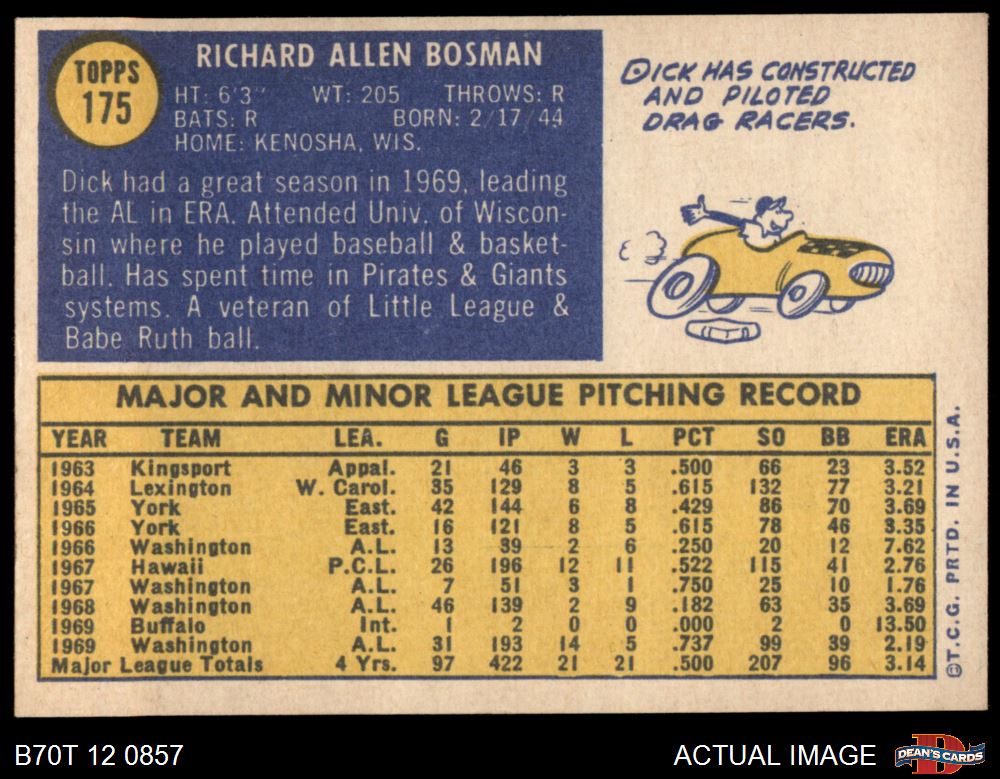 TOPPS
175
RICHARD ALLEN BOSMAN
HT: 6'3" WT: 205 THROWS: R
BATS: R BORN: 2/17/44
HOME: KENOSHA, WIS.
Dick had a great season in 1969, leading
the AL in ERA. Attended Univ. of Wiscon-
sin where he played baseball & basket-
ball. Has spent time in Pirates & Giants
systems. A veteran of Little League &
Babe Ruth ball.
DICK HAS CONSTRUCTED
AND PILOTED
DRAG RACERS.
MAJOR AND MINOR LEAGUE PITCHING RECORD
YEAR TEAM LEA. G IP W L PCT SO BB ERA
1963 Kingsport Appal. 21 46 3 3 .500 66 23 3.52
1964 Lexington W. Carol. 35 129 8 5 .615 132 77 3.21
1965 York East. 42 144 6 8 .429 86 70 3.69
1966 York East. 16 121 8 5 .615 78 46 3.35
1966 Washington A.L. 13 39 2 6 .250 20 12 7.62
1967 Hawaii P.C.L. 26 196 12 11 .522 115 41 2.76
1967 Washington A.L. 7 51 3 1 .750 25 10 1.76
1968 Washington A.L. 46 139 2 9 .182 63 35 3.69
1969 Buffalo Int. 1 2 0 0 .000 2 0 13.50
1969 Washington A.L. 31 193 14 5 .737 99 39 2.19
Major League Totals 4 Yrs. 97 422 21 21 .500 207 96 3.14
©T.C.G. PRTD. IN U.S.A.
B70T 12 0857
ACTUAL IMAGE
DEAN'S CARDS